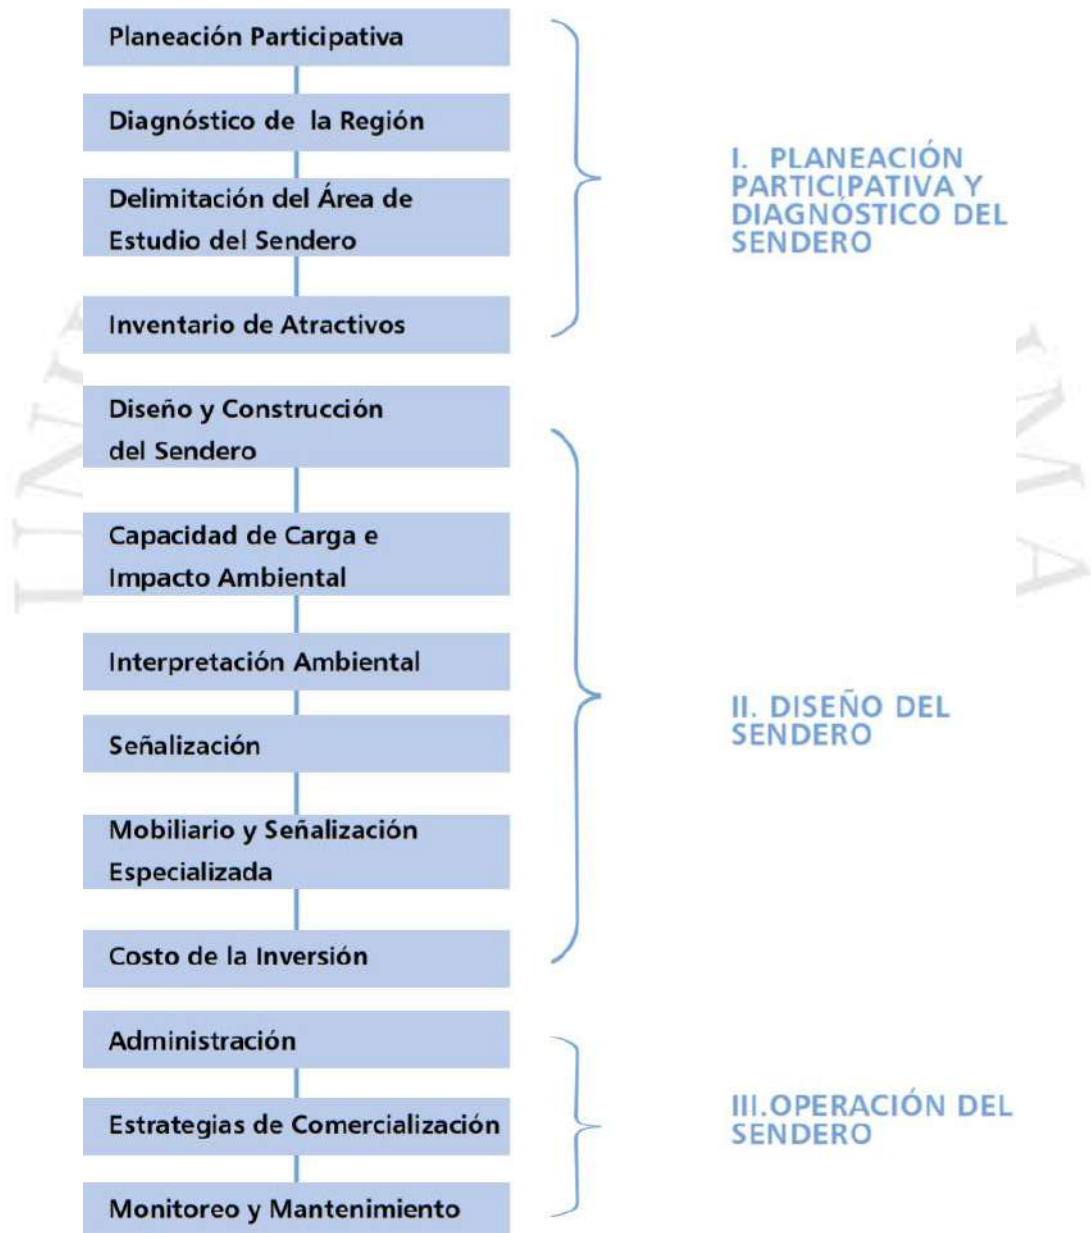 Planeación Participativa
Diagnóstico de la Región
Delimitación del Área de
Estudio del Sendero
Inventario de Atractivos
I. PLANEACIÓN
PARTICIPATIVA Y
DIAGNÓSTICO DEL
SENDERO
Diseño y Construcción
del Sendero
Capacidad de Carga e
Impacto Ambiental
Interpretación Ambiental
Señalización
Mobiliario y Señalización
Especializada
Costo de la Inversión
II. DISEÑO DEL
SENDERO
Administración
Estrategias de Comercialización
Monitoreo y Mantenimiento
III.OPERACIÓN DEL
SENDERO